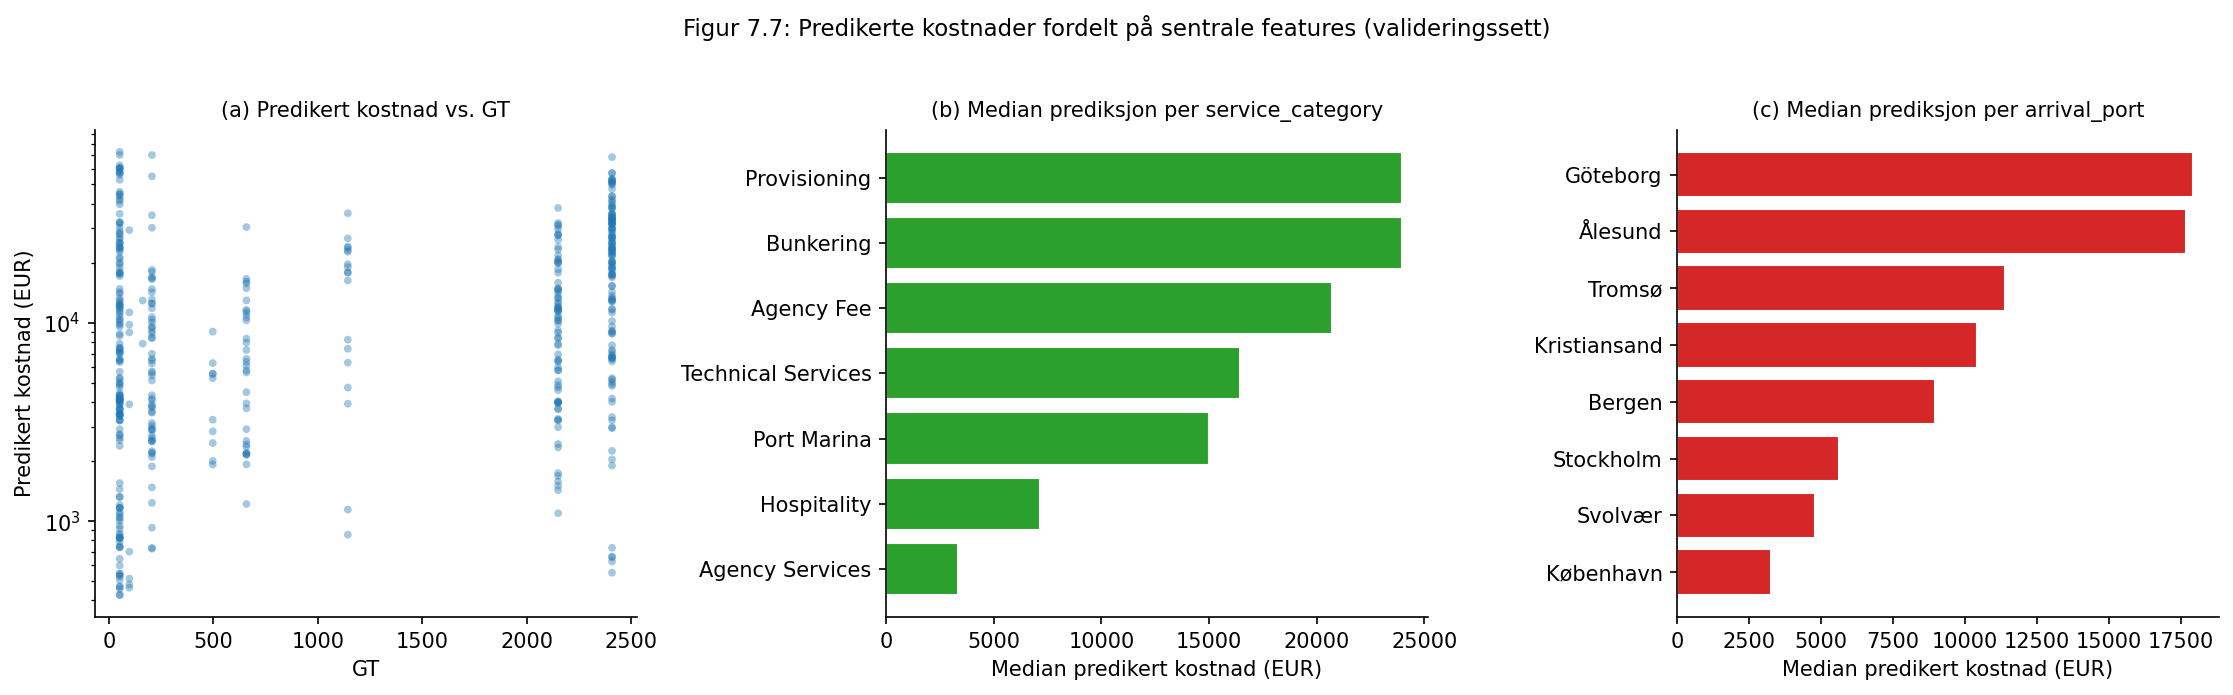 Figur 7.7: Predikerte kostnader fordelt på sentrale features (valideringssett)
(a) Predikert kostnad vs. GT
Predikert kostnad (EUR)
10⁴
10³
0 500 1000 1500 2000 2500
GT
(b) Median prediksjon per service_category
Provisioning
Bunkering
Agency Fee
Technical Services
Port Marina
Hospitality
Agency Services
0 5000 10000 15000 20000 25000
Median predikert kostnad (EUR)
(c) Median prediksjon per arrival_port
Göteborg
Ålesund
Tromsø
Kristiansand
Bergen
Stockholm
Svolvær
København
0 2500 5000 7500 10000 12500 15000 17500
Median predikert kostnad (EUR)